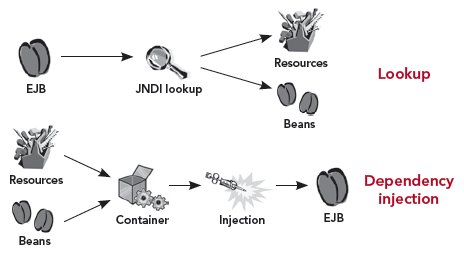 Resources
Lookup
EJB
JNDI lookup
Beans
Resources
Dependency
injection
Container
Injection
EJB
Beans